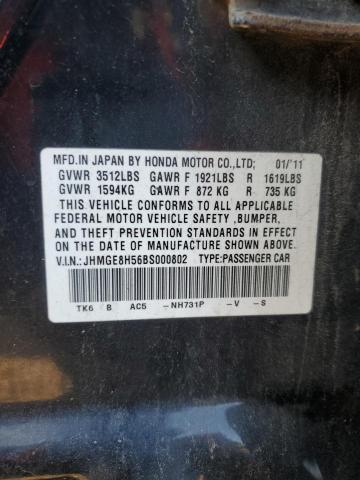 MFD.IN JAPAN BY HONDA MOTOR CO.,LTD; 01/'11
GVWR 3512LBS GAWR F 1921LBS R 1619LBS
GVWR 1594KG GAWR F 872 KG R 735 KG
THIS VEHICLE CONFORMS TO ALL APPLICABLE
FEDERAL MOTOR VEHICLE SAFETY ,BUMPER,
AND THEFT PREVENTION STANDARDS IN EFFECT ON
THE DATE OF MANUFACTURE SHOWN ABOVE.
V.I.N.: JHMGE8H56BS000802 TYPE:PASSENGER CAR
TK6 B AC5 -NH731P -V -S